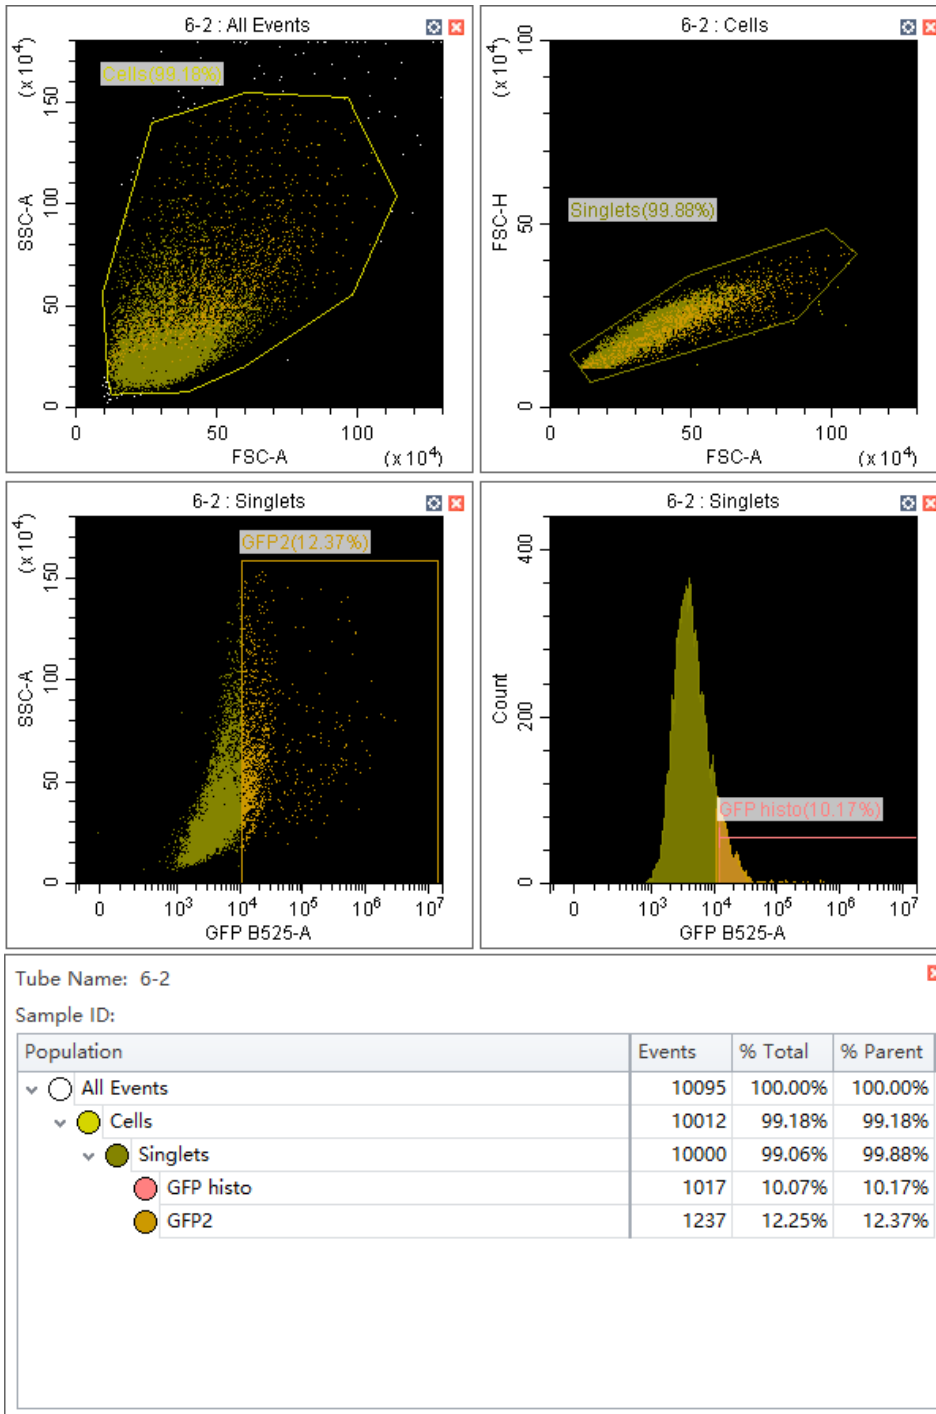 6-2 : All Events
Cells(99.18%)
(x 10⁴)
SSC-A
150
100
50
0
0 50 100
FSC-A (x 10⁴)
6-2 : Cells
Singlets(99.88%)
(x 10⁴)
FSC-H
100
50
0
0 50 100
FSC-A (x 10⁴)
6-2 : Singlets
GFP2(12.37%)
(x 10⁴)
SSC-A
150
100
50
0
0 10³ 10⁴ 10⁵ 10⁶ 10⁷
GFP B525-A
6-2 : Singlets
GFP histo(10.17%)
Count
400
200
0
0 10³ 10⁴ 10⁵ 10⁶ 10⁷
GFP B525-A
Tube Name: 6-2
Sample ID:
Population Events % Total % Parent
All Events 10095 100.00% 100.00%
Cells 10012 99.18% 99.18%
Singlets 10000 99.06% 99.88%
GFP histo 1017 10.07% 10.17%
GFP2 1237 12.25% 12.37%